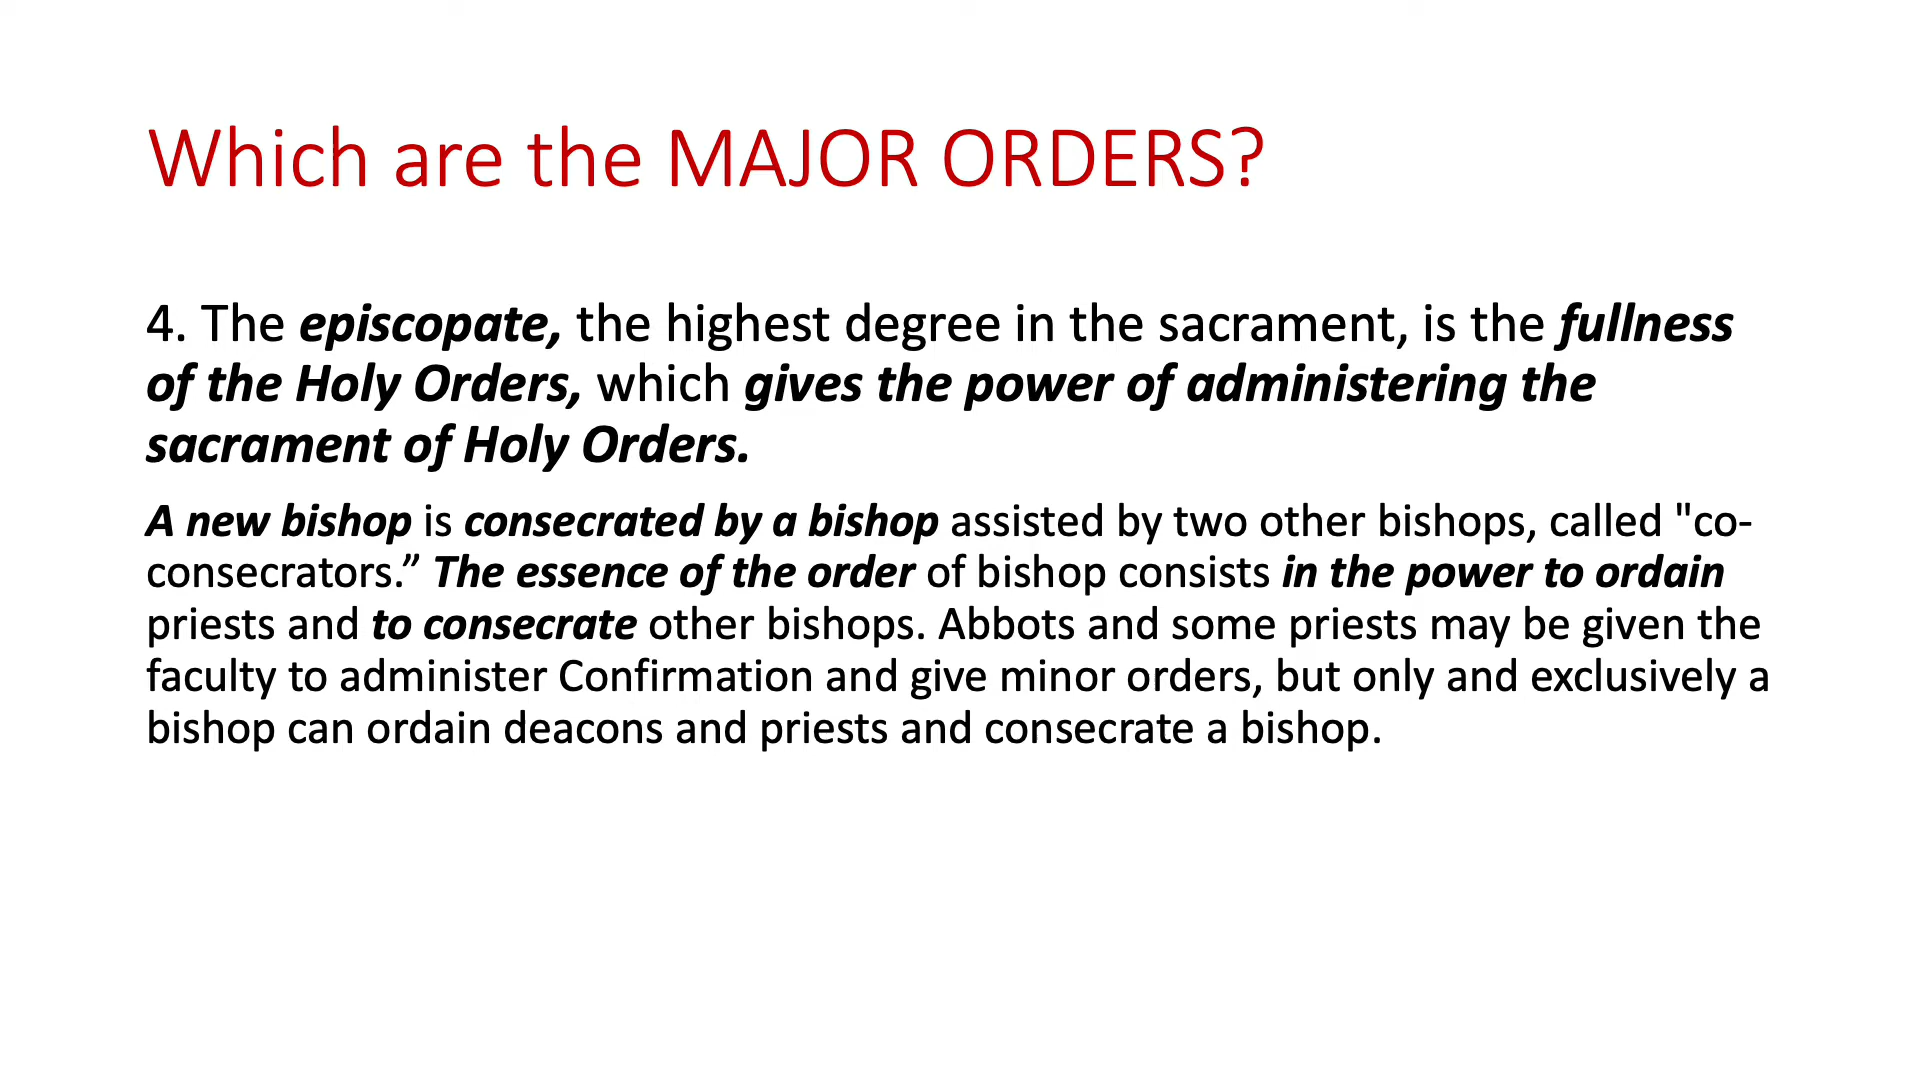 Which are the MAJOR ORDERS?
4. The episcopate, the highest degree in the sacrament, is the fullness
of the Holy Orders, which gives the power of administering the
sacrament of Holy Orders.
A new bishop is consecrated by a bishop assisted by two other bishops, called "co-
consecrators.” The essence of the order of bishop consists in the power to ordain
priests and to consecrate other bishops. Abbots and some priests may be given the
faculty to administer Confirmation and give minor orders, but only and exclusively a
bishop can ordain deacons and priests and consecrate a bishop.